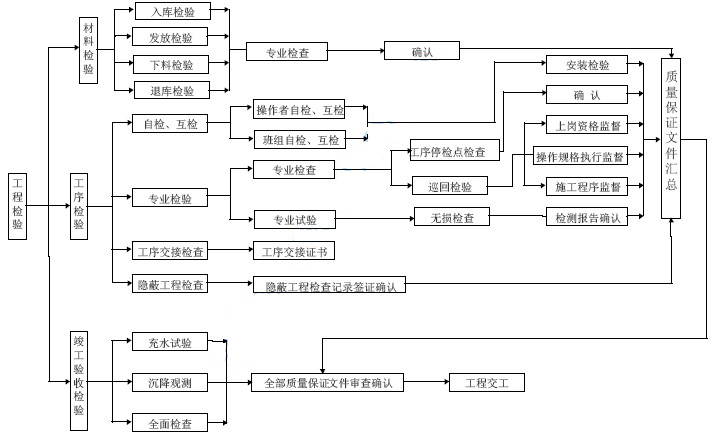 工程检验
材料检验
入库检验
发放检验
下料检验
退库检验
专业检查
确认
工序检验
自检、互检
操作者自检、互检
班组自检、互检
安装检验
专业检验
专业检查
工序停检点检查
确 认
巡回检验
上岗资格监督
操作规格执行监督
施工程序监督
专业试验
无损检查
检测报告确认
工序交接检查
工序交接证书
隐蔽工程检查
隐蔽工程检查记录签证确认
质量保证文件汇总
竣工验收检验
充水试验
沉降观测
全面检查
全部质量保证文件审查确认
工程交工